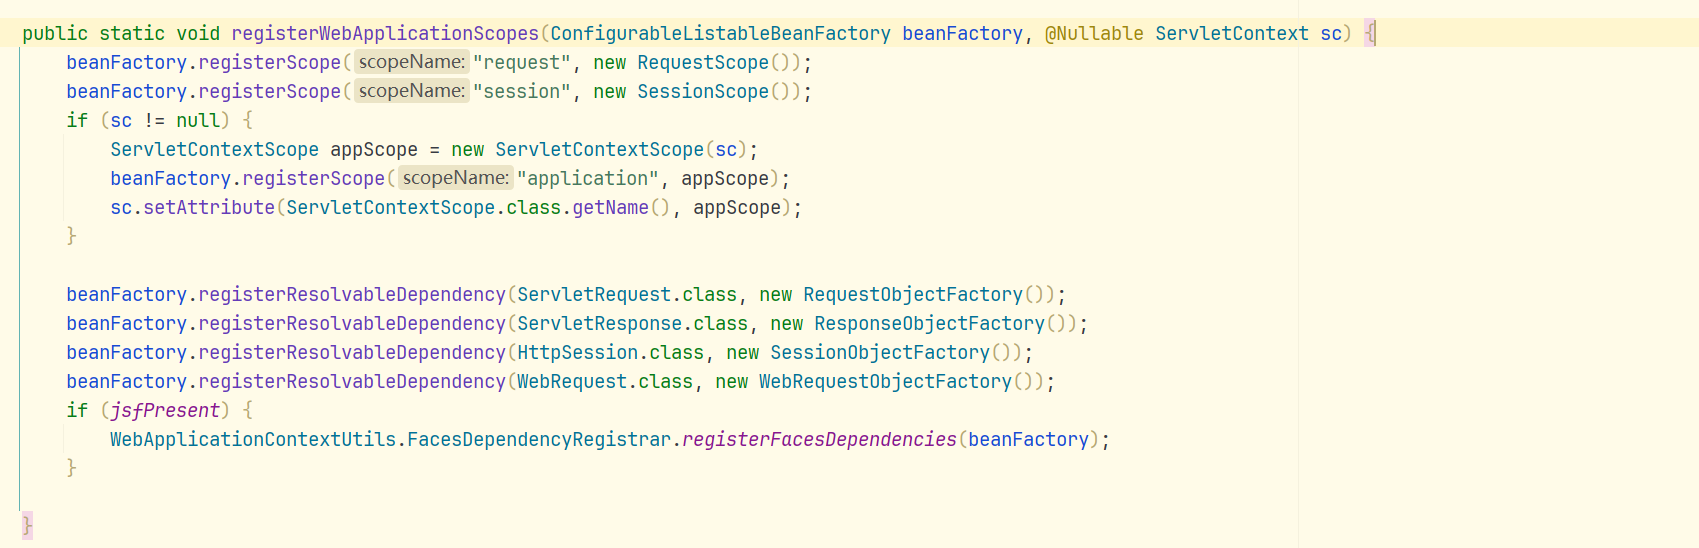 public static void registerWebApplicationScopes(ConfigurableListableBeanFactory beanFactory, @Nullable ServletContext sc) {
    beanFactory.registerScope( scopeName: "request", new RequestScope());
    beanFactory.registerScope( scopeName: "session", new SessionScope());
    if (sc != null) {
        ServletContextScope appScope = new ServletContextScope(sc);
        beanFactory.registerScope( scopeName: "application", appScope);
        sc.setAttribute(ServletContextScope.class.getName(), appScope);
    }
    beanFactory.registerResolvableDependency(ServletRequest.class, new RequestObjectFactory());
    beanFactory.registerResolvableDependency(ServletResponse.class, new ResponseObjectFactory());
    beanFactory.registerResolvableDependency(HttpSession.class, new SessionObjectFactory());
    beanFactory.registerResolvableDependency(WebRequest.class, new WebRequestObjectFactory());
    if (jsfPresent) {
        WebApplicationContextUtils.FacesDependencyRegistrar.registerFacesDependencies(beanFactory);
    }
}